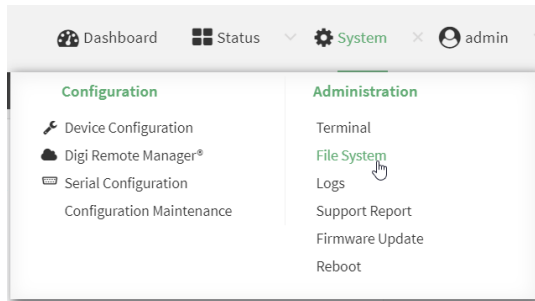 Dashboard Status System admin
Configuration
Device Configuration
Digi Remote Manager®
Serial Configuration
Configuration Maintenance
Administration
Terminal
File System
Logs
Support Report
Firmware Update
Reboot